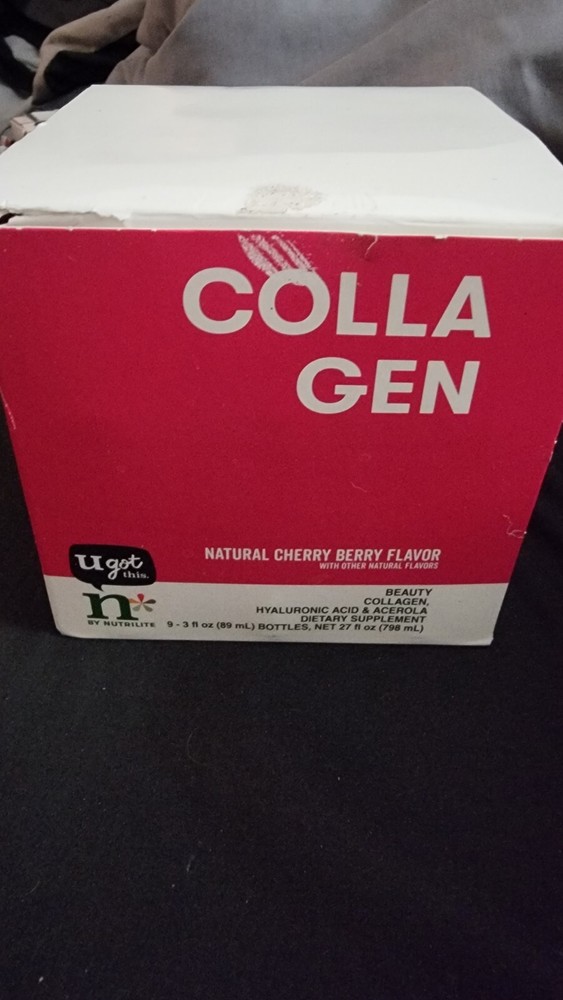 COLLA
GEN
NATURAL CHERRY BERRY FLAVOR
WITH OTHER NATURAL FLAVORS
U got
this.
n*
BY NUTRILITE
BEAUTY
COLLAGEN,
HYALURONIC ACID & ACEROLA
DIETARY SUPPLEMENT
9 - 3 fl oz (89 mL) BOTTLES, NET 27 fl oz (798 mL)